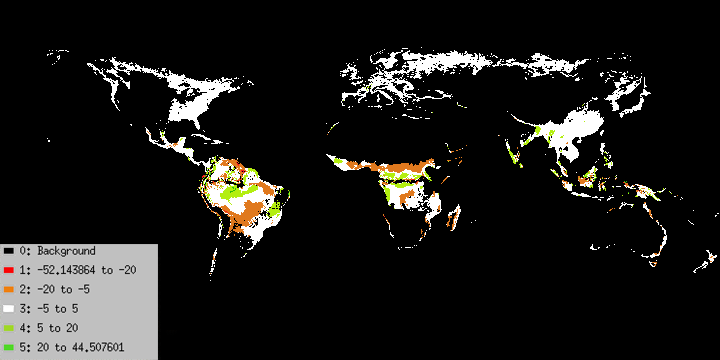 0: Background
1: -52.143864 to -20
2: -20 to -5
3: -5 to 5
4: 5 to 20
5: 20 to 44.507601